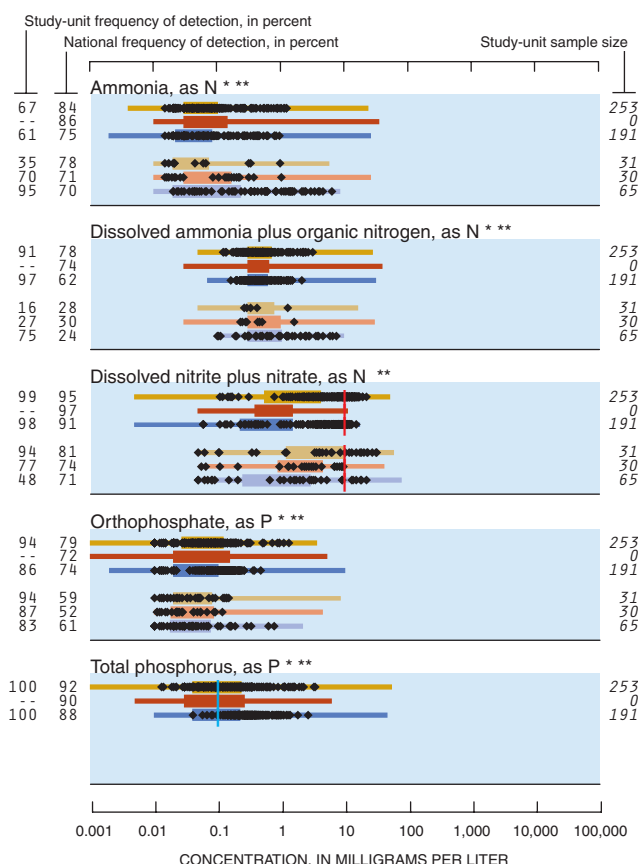 Study-unit frequency of detection, in percent
National frequency of detection, in percent
Study-unit sample size
Ammonia, as N * **
67 84 253
-- 86 0
61 75 191
35 78 31
70 71 30
95 70 65
Dissolved ammonia plus organic nitrogen, as N * **
91 78 253
-- 74 0
97 62 191
16 28 31
27 30 30
75 24 65
Dissolved nitrite plus nitrate, as N **
99 95 253
-- 97 0
98 91 191
94 81 31
77 74 30
48 71 65
Orthophosphate, as P * **
94 79 253
-- 72 0
86 74 191
94 59 31
87 52 30
83 61 65
Total phosphorus, as P * **
100 92 253
-- 90 0
100 88 191
0.001 0.01 0.1 1 10 100 1,000 10,000 100,000
CONCENTRATION, IN MILLIGRAMS PER LITER